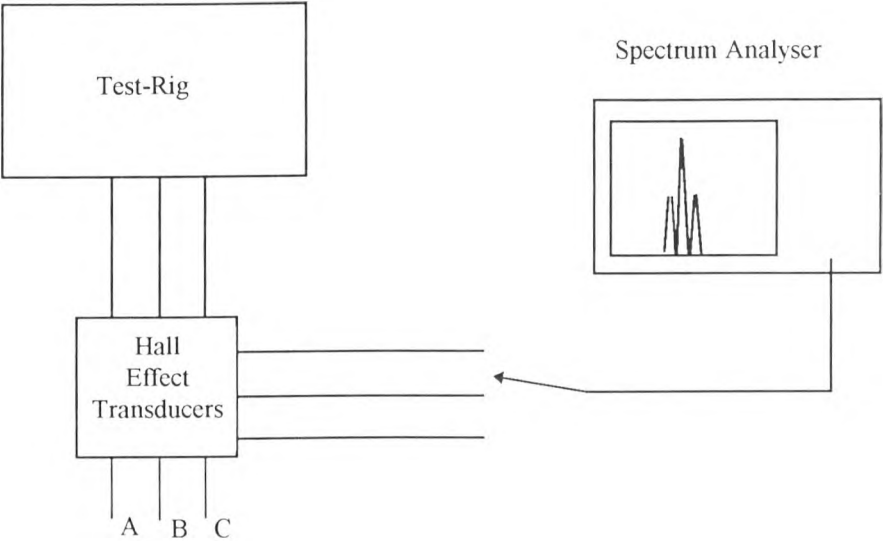 Spectrum Analyser
Test-Rig
Hall
Effect
Transducers
A B C